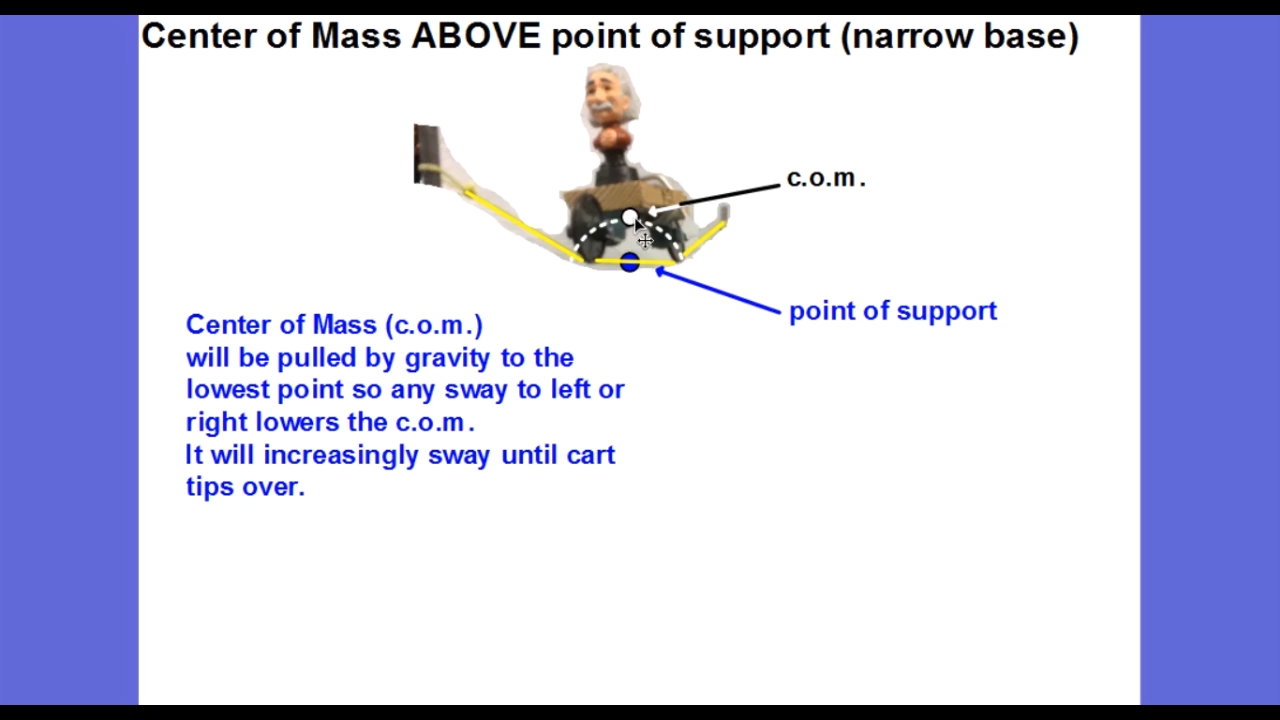 Center of Mass ABOVE point of support (narrow base)
c.o.m.
point of support
Center of Mass (c.o.m.)
will be pulled by gravity to the
lowest point so any sway to left or
right lowers the c.o.m.
It will increasingly sway until cart
tips over.